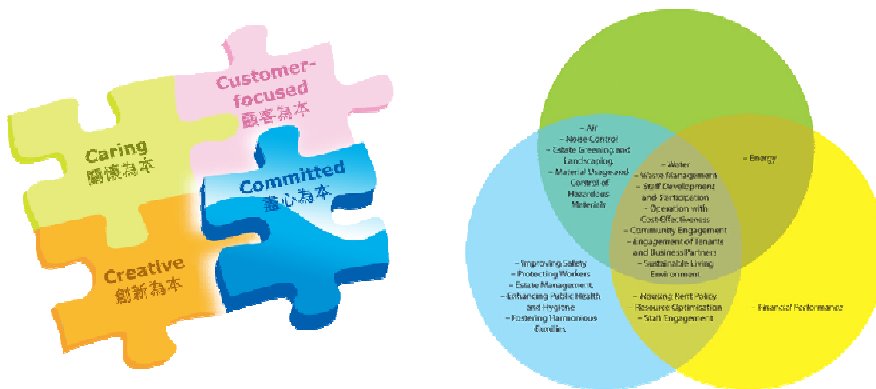 Customer-
focused
顧客為本
Caring
關懷為本
Committed
盡心為本
Creative
創新為本
– Air
– Noise Control
– Estate Greening and
Landscaping
– Material Usage and
Control of
Hazardous
Materials
– Water
– Waste Management
– Staff Development
and Participation
– Operation with
Cost-Effectiveness
– Community Engagement
– Engagement of Tenants
and Business Partners
– Sustainable Living
Environment
– Energy
– Improving Safety
– Protecting Workers
– Estate Management
– Enhancing Public Health
and Hygiene
– Fostering Harmonious
Families
– Housing Rent Policy
– Resource Optimisation
– Staff Engagement
– Financial Performance